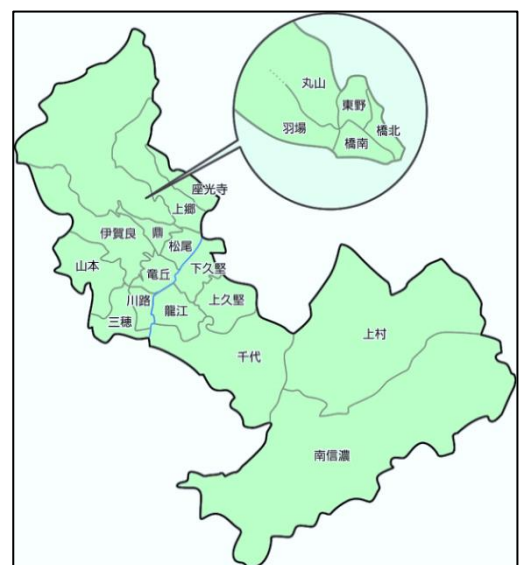 丸山
東野
羽場
橋北
橋南
座光寺
上郷
伊賀良
鼎
松尾
山本
竜丘
下久堅
川路
龍江
上久堅
三穂
上村
千代
南信濃